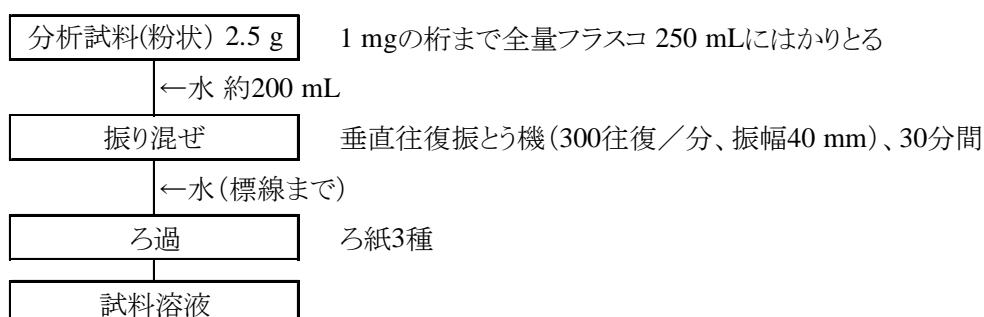 分析試料(粉状) 2.5 g 1 mgの桁まで全量フラスコ 250 mLにはかりとる
←水 約200 mL
振り混ぜ 垂直往復振とう機(300往復/分、振幅40 mm)、30分間
←水(標線まで)
ろ過 ろ紙3種
試料溶液